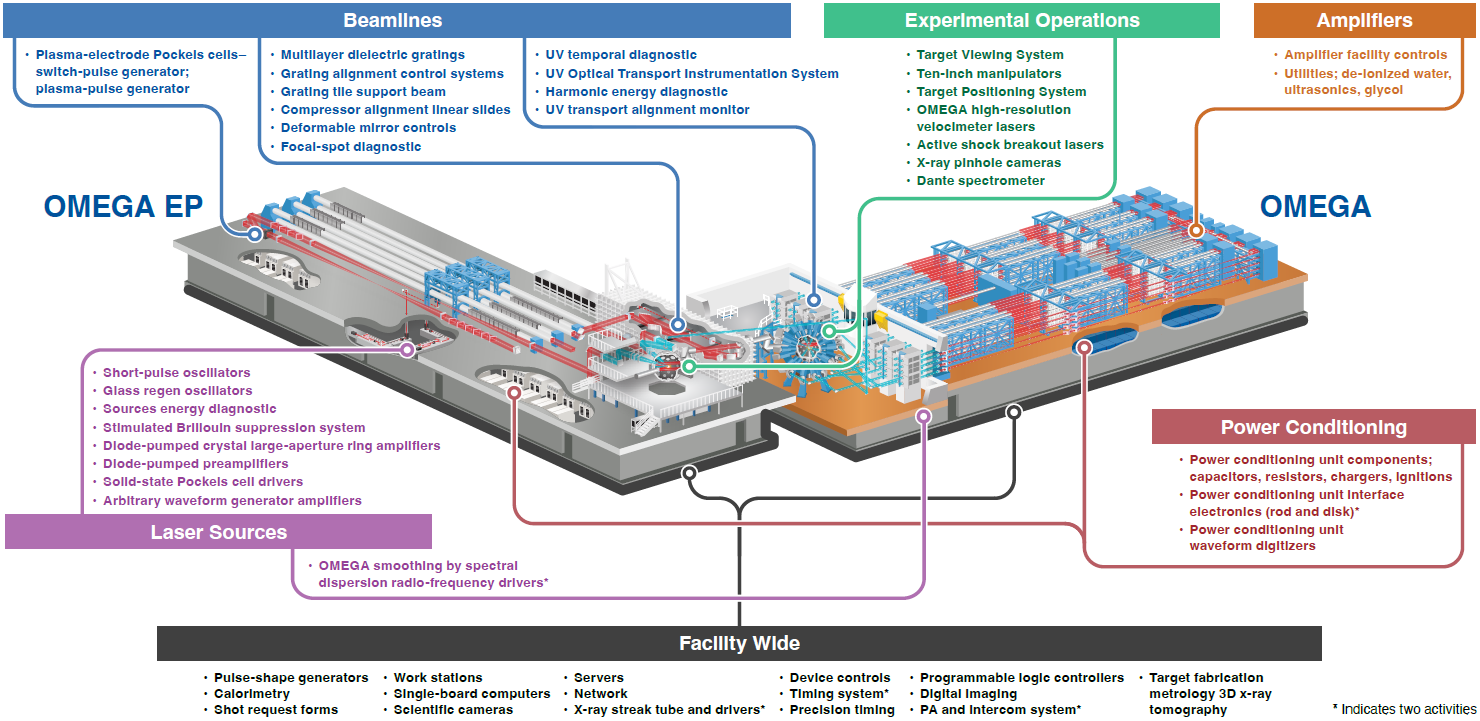 Beamlines
• Plasma-electrode Pockels cells–
switch-pulse generator;
plasma-pulse generator
• Multilayer dielectric gratings
• Grating alignment control systems
• Grating tile support beam
• Compressor alignment linear slides
• Deformable mirror controls
• Focal-spot diagnostic
• UV temporal diagnostic
• UV Optical Transport Instrumentation System
• Harmonic energy diagnostic
• UV transport alignment monitor
Experimental Operations
• Target Viewing System
• Ten-inch manipulators
• Target Positioning System
• OMEGA high-resolution
velocimeter lasers
• Active shock breakout lasers
• X-ray pinhole cameras
• Dante spectrometer
Amplifiers
• Amplifier facility controls
• Utilities; de-ionized water,
ultrasonics, glycol
OMEGA EP
OMEGA
• Short-pulse oscillators
• Glass regen oscillators
• Sources energy diagnostic
• Stimulated Brillouin suppression system
• Diode-pumped crystal large-aperture ring amplifiers
• Diode-pumped preamplifiers
• Solid-state Pockels cell drivers
• Arbitrary waveform generator amplifiers
Laser Sources
• OMEGA smoothing by spectral
dispersion radio-frequency drivers*
Power Conditioning
• Power conditioning unit components;
capacitors, resistors, chargers, ignitions
• Power conditioning unit interface
electronics (rod and disk)*
• Power conditioning unit
waveform digitizers
Facility Wide
• Pulse-shape generators
• Calorimetry
• Shot request forms
• Work stations
• Single-board computers
• Scientific cameras
• Servers
• Network
• X-ray streak tube and drivers*
• Device controls
• Timing system*
• Precision timing
• Programmable logic controllers
• Digital imaging
• PA and intercom system*
• Target fabrication
metrology 3D x-ray
tomography
* Indicates two activities